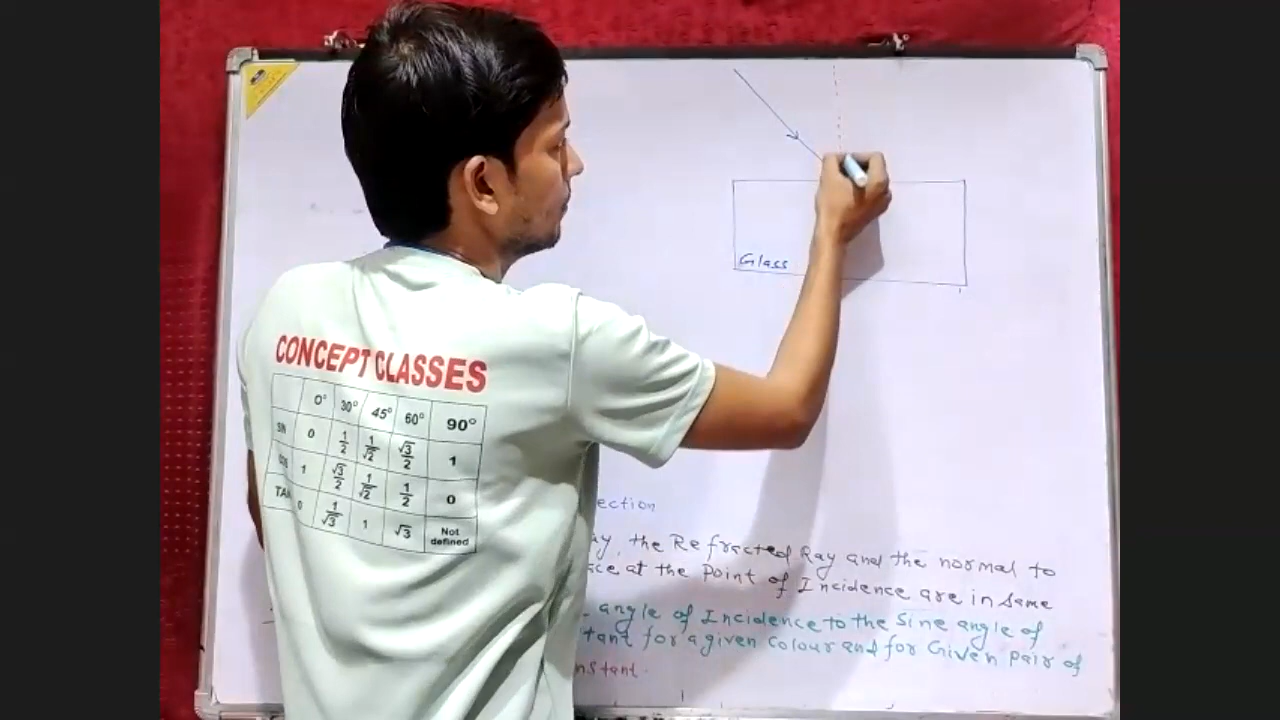 Glass
CONCEPT CLASSES
0° 30° 45° 60° 90°
SIN 0 1/2 1/√2 √3/2 1
COS 1 √3/2 1/√2 1/2 0
TAN 0 1/√3 1 √3 Not defined
ection
ay, the Refracted Ray and the normal to
ace at the Point of Incidence are in same
angle of Incidence to the Sine angle of
tant for a given Colour and for Given Pair of
nstant.